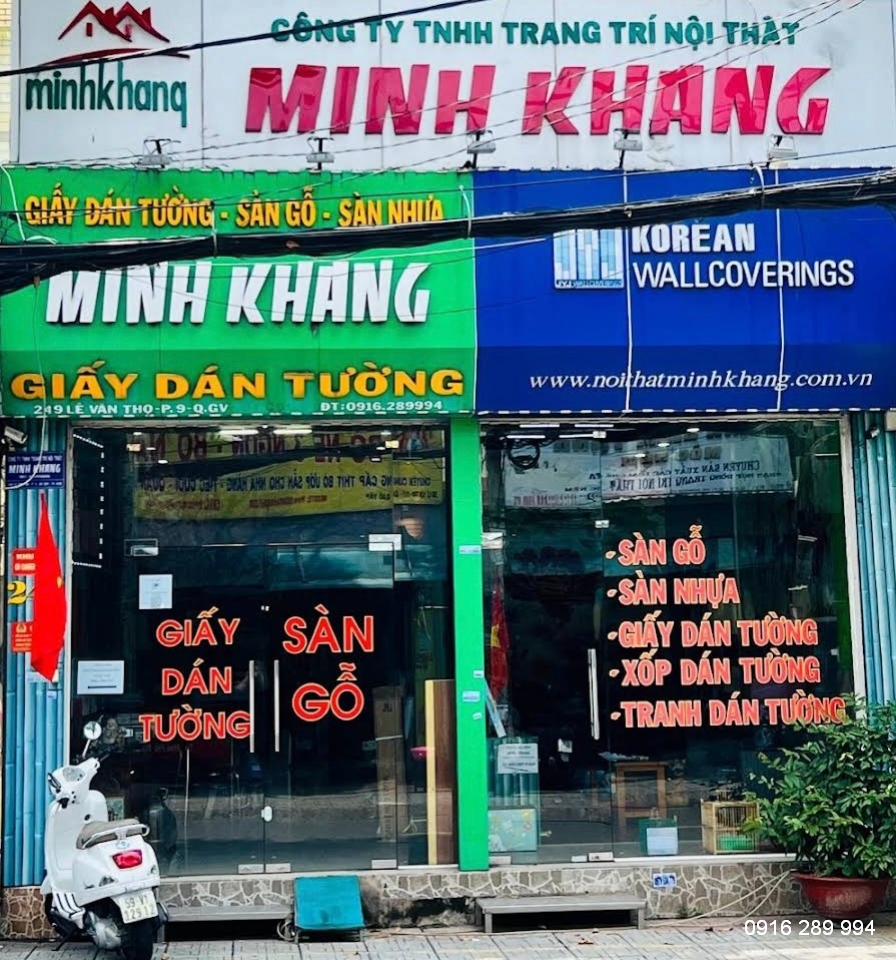 CÔNG TY TNHH TRANG TRÍ NỘI THẤT
minhkhang
MINH KHANG
GIẤY DÁN TƯỜNG - SÀN GỖ - SÀN NHỰA
MINH KHANG
GIẤY DÁN TƯỜNG
249 LÊ VĂN THỌ-P.9-Q.GV ĐT:0916.289994
KOREAN
WALLCOVERINGS
www.noithatminhkhang.com.vn
MINH KHANG
GIẤY
DÁN
TƯỜNG
SÀN
GỖ
-SÀN GỖ
-SÀN NHỰA
-GIẤY DÁN TƯỜNG
-XỐP DÁN TƯỜNG
-TRANH DÁN TƯỜNG
0916 289 994